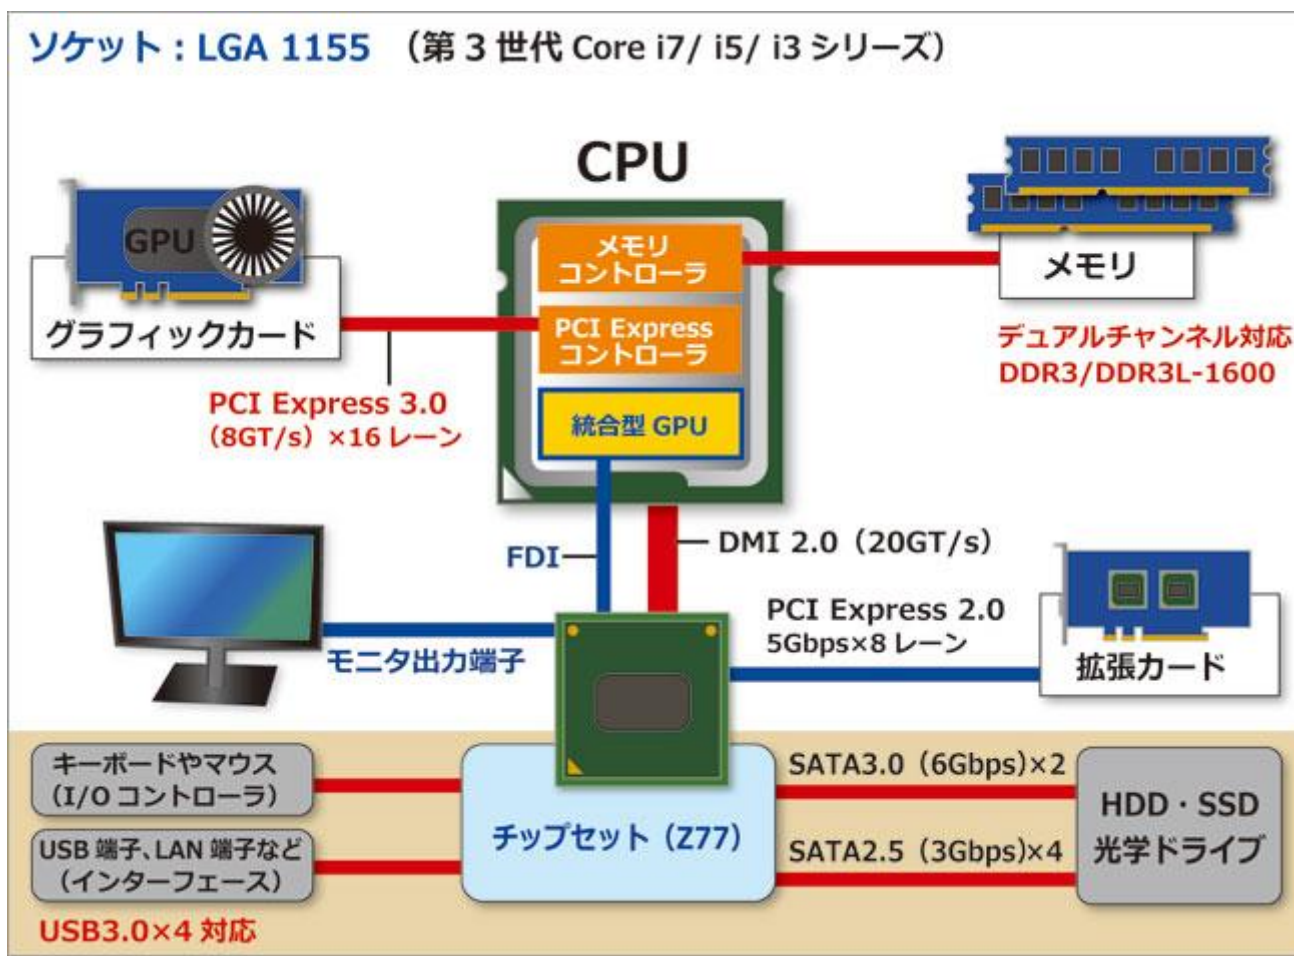 ソケット：LGA 1155 （第 3 世代 Core i7/ i5/ i3 シリーズ）
CPU
GPU
グラフィックカード
メモリ
コントローラ
PCI Express
コントローラ
統合型 GPU
メモリ
デュアルチャンネル対応
DDR3/DDR3L-1600
PCI Express 3.0
（8GT/s）×16 レーン
FDI
DMI 2.0（20GT/s）
モニタ出力端子
PCI Express 2.0
5Gbps×8 レーン
拡張カード
キーボードやマウス
（I/O コントローラ）
USB 端子、LAN 端子など
（インターフェース）
USB3.0×4 対応
チップセット（Z77）
SATA3.0（6Gbps）×2
SATA2.5（3Gbps）×4
HDD・SSD
光学ドライブ